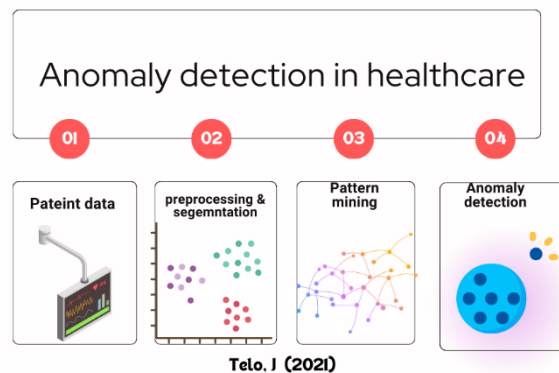 Anomaly detection in healthcare
01
02
03
04
Pateint data
preprocessing &
segemntation
Pattern
mining
Anomaly
detection
Telo, J (2021)